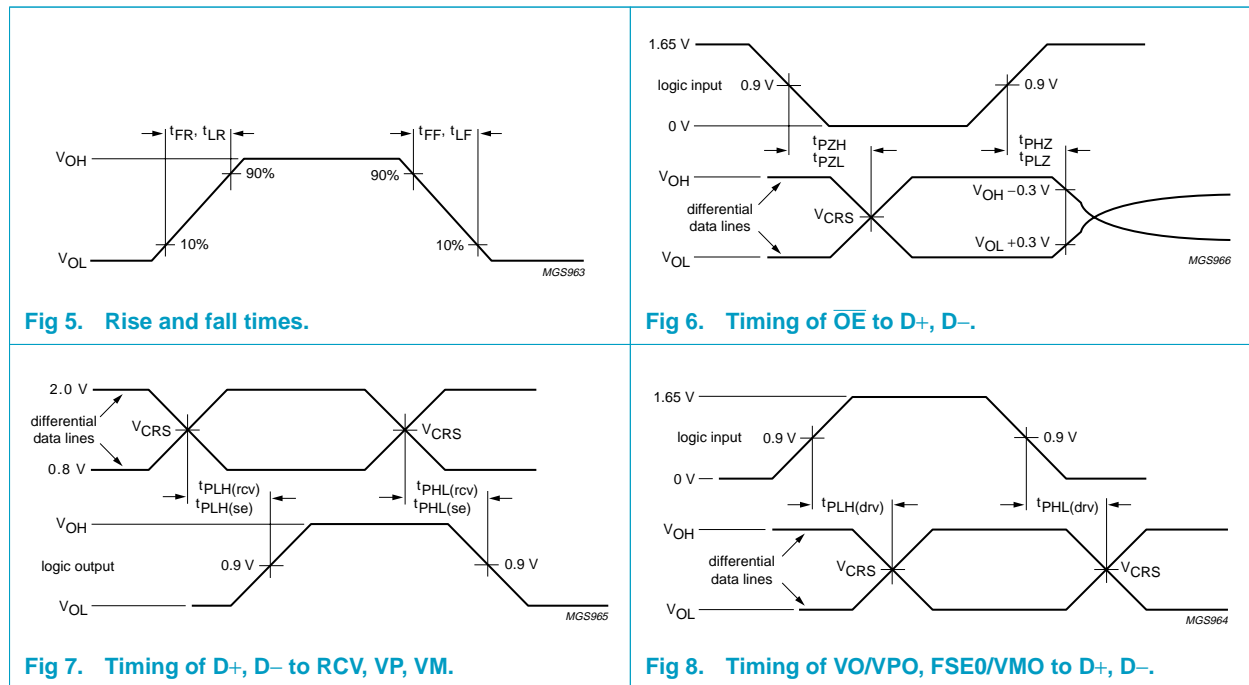 tFR, tLR
tFF, tLF
VOH
90%
90%
10%
10%
VOL
MGS963
Fig 5. Rise and fall times.
1.65 V
logic input
0.9 V
0.9 V
0 V
tPZH
tPZL
tPHZ
tPLZ
VOH
VOH −0.3 V
differential
data lines
VCRS
VOL +0.3 V
VOL
MGS966
Fig 6. Timing of O̅E̅ to D+, D−.
2.0 V
differential
data lines
VCRS
VCRS
0.8 V
tPLH(rcv)
tPLH(se)
tPHL(rcv)
tPHL(se)
VOH
logic output
0.9 V
0.9 V
VOL
MGS965
Fig 7. Timing of D+, D− to RCV, VP, VM.
1.65 V
logic input
0.9 V
0.9 V
0 V
tPLH(drv)
tPHL(drv)
VOH
differential
data lines
VCRS
VCRS
VOL
MGS964
Fig 8. Timing of VO/VPO, FSE0/VMO to D+, D−.